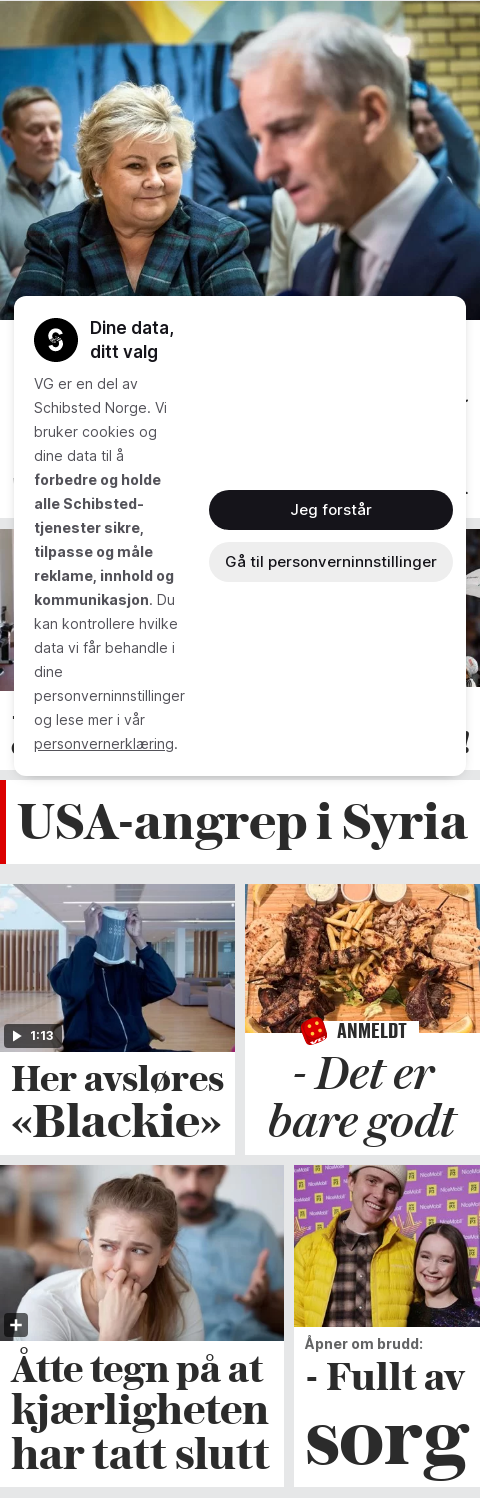 Dine data,
ditt valg
VG er en del av
Schibsted Norge. Vi
bruker cookies og
dine data til å
forbedre og holde
alle Schibsted-
tjenester sikre,
tilpasse og måle
reklame, innhold og
kommunikasjon. Du
kan kontrollere hvilke
data vi får behandle i
dine
personverninnstillinger
og lese mer i vår
personvernerklæring.
Jeg forstår
Gå til personverninnstillinger
USA-angrep i Syria
1:13
Her avsløres
«Blackie»
ANMELDT
- Det er
bare godt
Åtte tegn på at
kjærligheten
har tatt slutt
Åpner om brudd:
- Fullt av
sorg